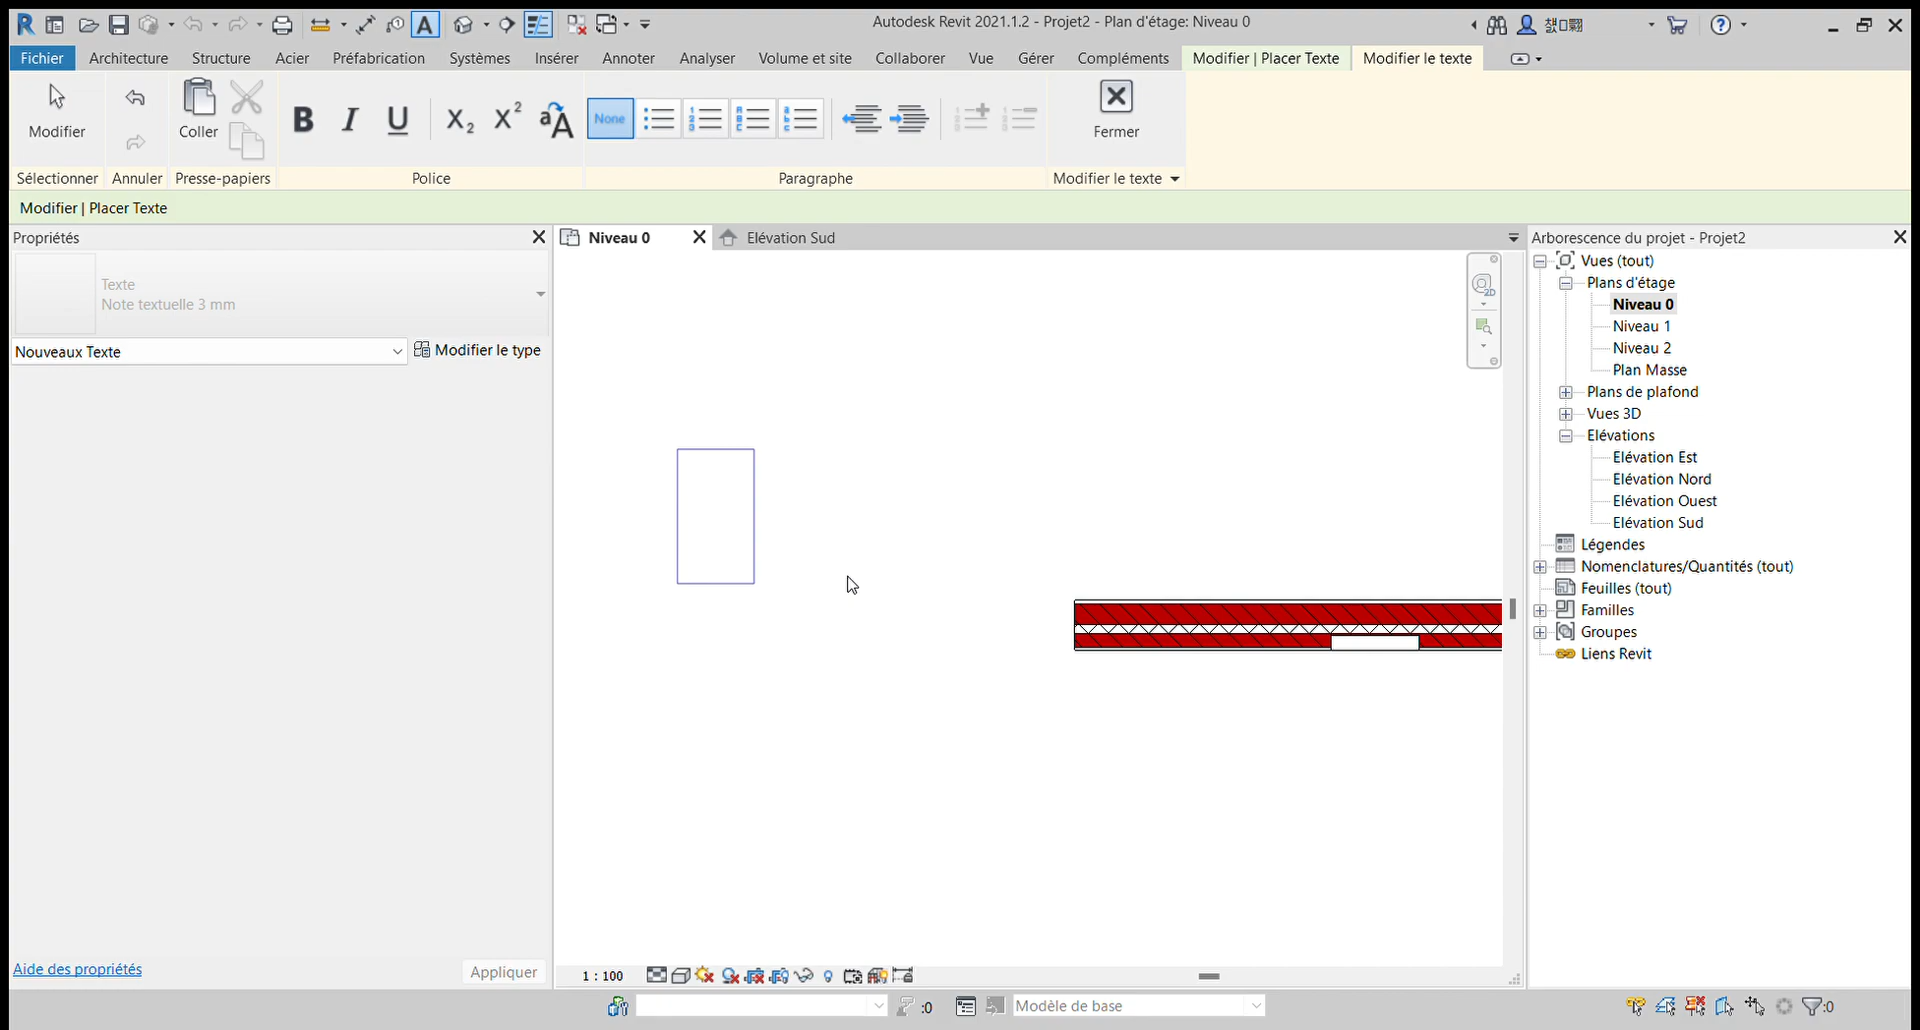 Autodesk Revit 2021.1.2 - Projet2 - Plan d'étage: Niveau 0
Fichier Architecture Structure Acier Préfabrication Systèmes Insérer Annoter Analyser Volume et site Collaborer Vue Gérer Compléments Modifier | Placer Texte Modifier le texte
Modifier
Coller
None
Fermer
Sélectionner Annuler Presse-papiers Police Paragraphe Modifier le texte
Modifier | Placer Texte
Propriétés
Texte
Note textuelle 3 mm
Nouveaux Texte
Modifier le type
Aide des propriétés
Appliquer
Niveau 0
Elévation Sud
2D
1 : 100
:0
Modèle de base
:0
Arborescence du projet - Projet2
Vues (tout)
Plans d'étage
Niveau 0
Niveau 1
Niveau 2
Plan Masse
Plans de plafond
Vues 3D
Elévations
Elévation Est
Elévation Nord
Elévation Ouest
Elévation Sud
Légendes
Nomenclatures/Quantités (tout)
Feuilles (tout)
Familles
Groupes
Liens Revit